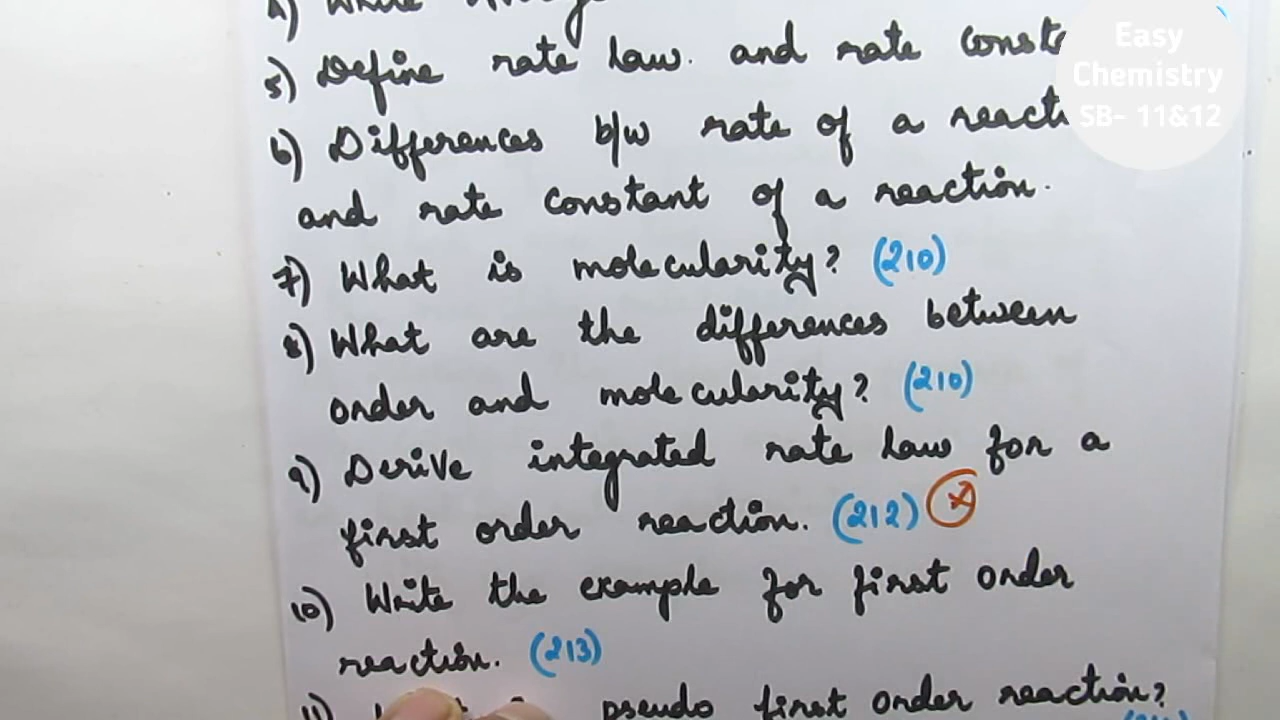 4) Write
5) Define rate law. and rate
6) Differences b/w rate of a
and rate constant of a reaction.
7) What is molecularity? (210)
8) What are the differences between
order and molecularity? (210)
9) Derive integrated rate law for a
first order reaction. (212)
10) Write the example for first order
reaction. (213)
11) pseudo first order reaction?
Easy
Chemistry
SB- 11&12